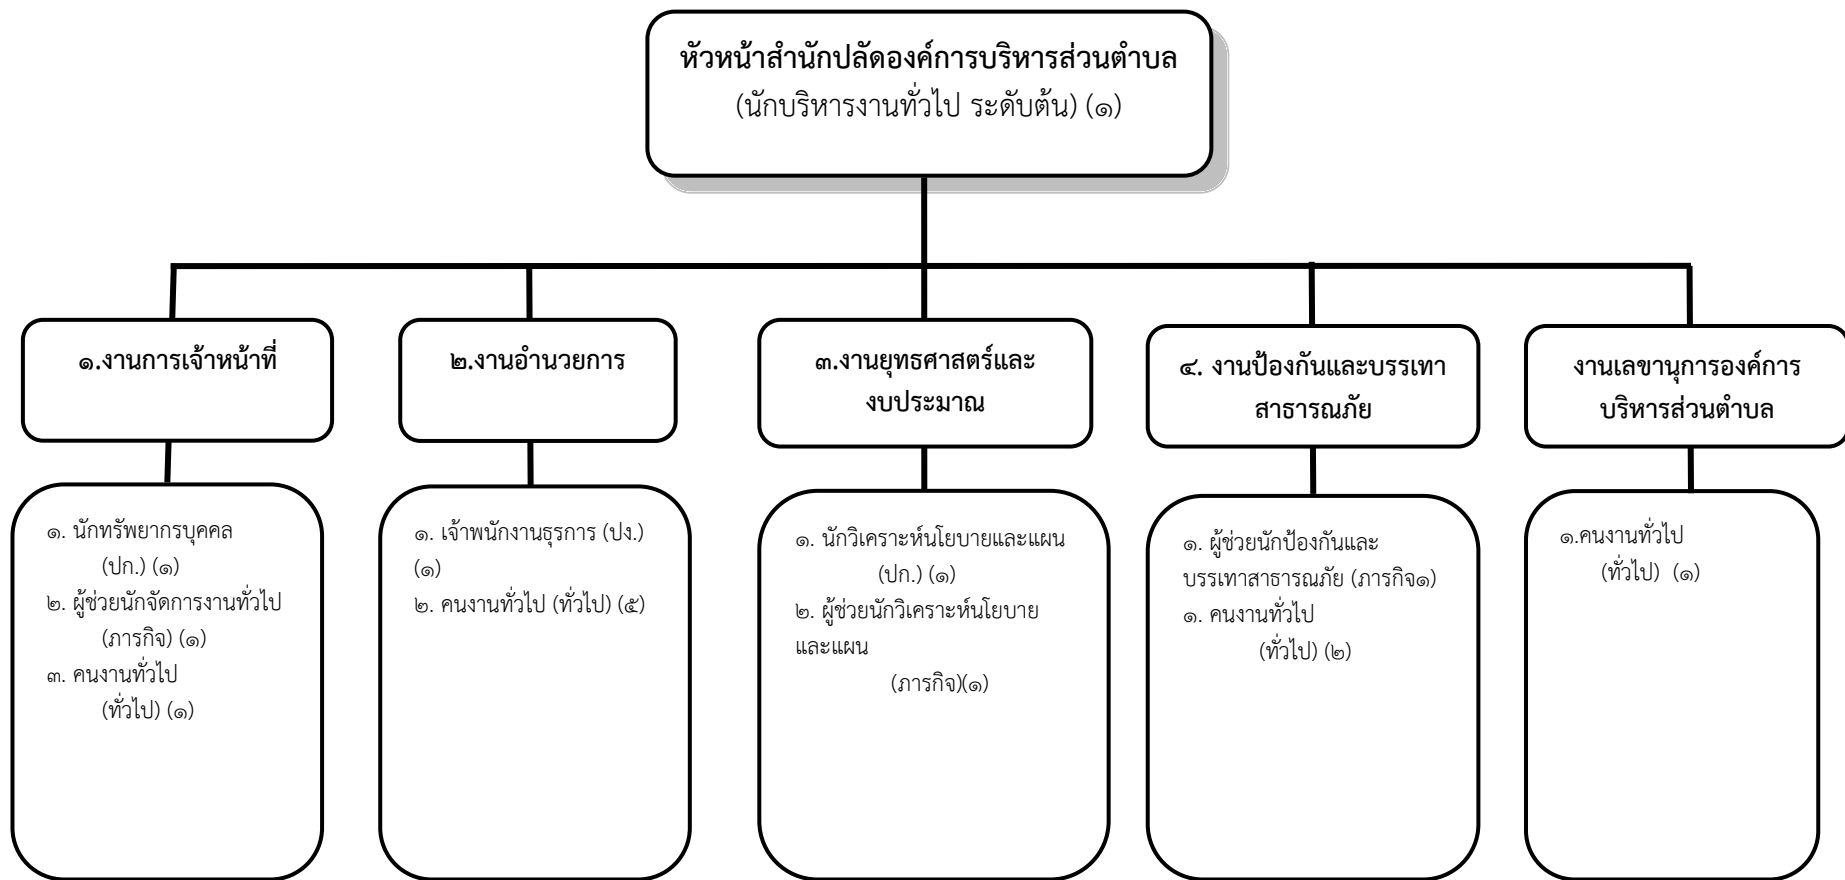 หัวหน้าสำนักปลัดองค์การบริหารส่วนตำบล
(นักบริหารงานทั่วไป ระดับต้น) (๑)
๑.งานการเจ้าหน้าที่
๒.งานอำนวยการ
๓.งานยุทธศาสตร์และ
งบประมาณ
๔. งานป้องกันและบรรเทา
สาธารณภัย
งานเลขานุการองค์การ
บริหารส่วนตำบล
๑. นักทรัพยากรบุคคล
(ปก.) (๑)
๒. ผู้ช่วยนักจัดการงานทั่วไป
(ภารกิจ) (๑)
๓. คนงานทั่วไป
(ทั่วไป) (๑)
๑. เจ้าพนักงานธุรการ (ปง.)
(๑)
๒. คนงานทั่วไป (ทั่วไป) (๕)
๑. นักวิเคราะห์นโยบายและแผน
(ปก.) (๑)
๒. ผู้ช่วยนักวิเคราะห์นโยบาย
และแผน
(ภารกิจ)(๑)
๑. ผู้ช่วยนักป้องกันและ
บรรเทาสาธารณภัย (ภารกิจ๑)
๑. คนงานทั่วไป
(ทั่วไป) (๒)
๑.คนงานทั่วไป
(ทั่วไป) (๑)